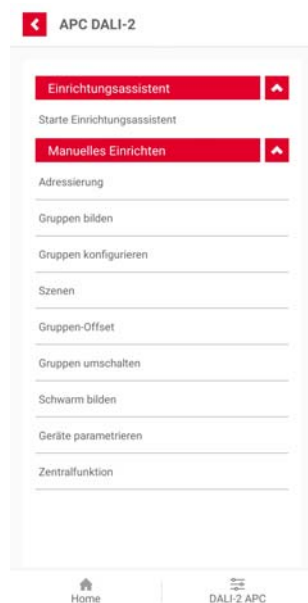 APC DALI-2
Einrichtungsassistent
Starte Einrichtungsassistent
Manuelles Einrichten
Adressierung
Gruppen bilden
Gruppen konfigurieren
Szenen
Gruppen-Offset
Gruppen umschalten
Schwarm bilden
Geräte parametrieren
Zentralfunktion
Home
DALI-2 APC